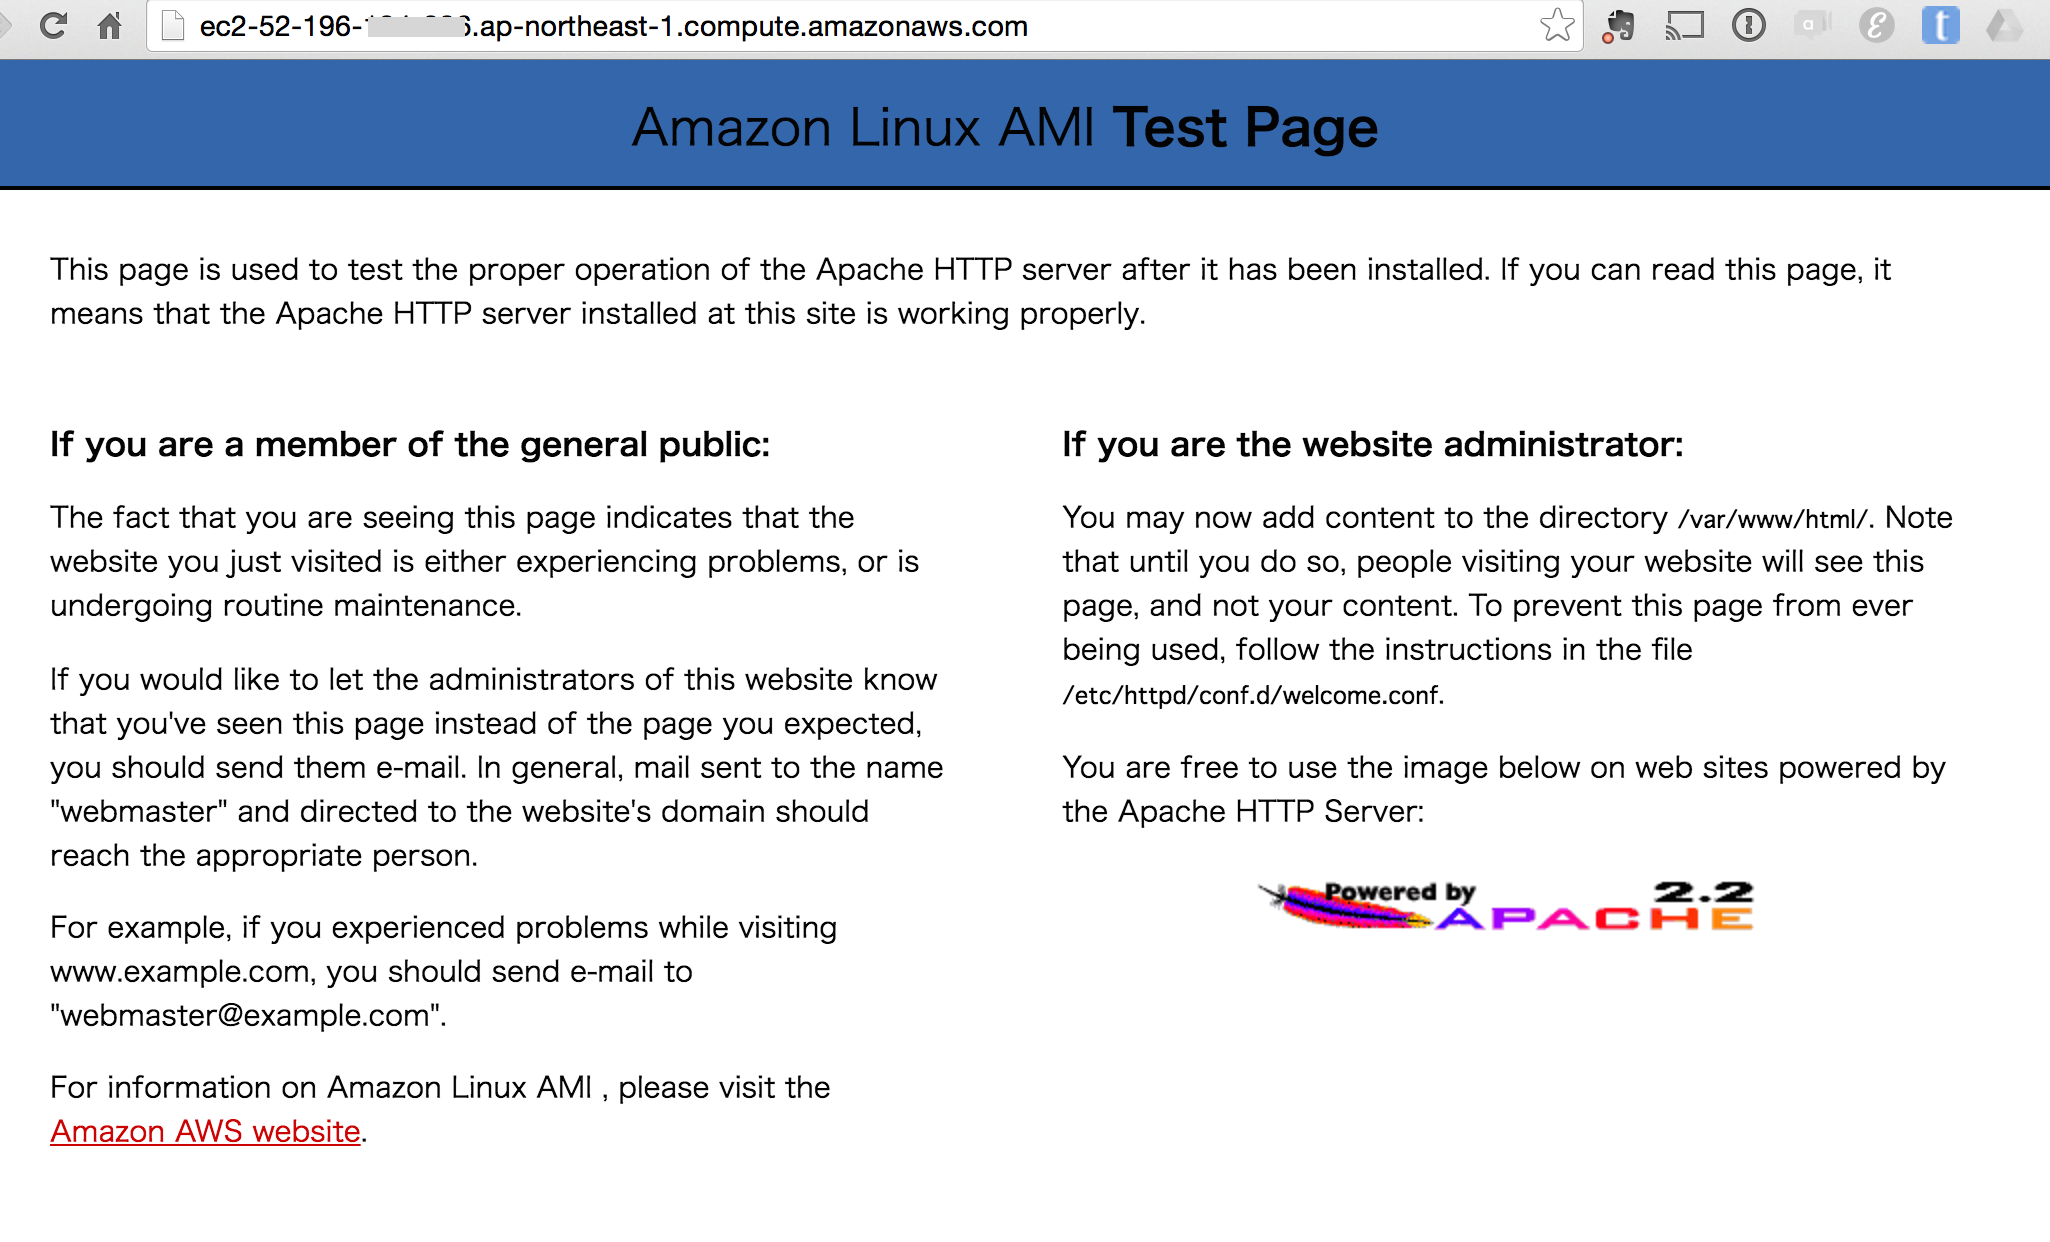 ec2-52-196-.ap-northeast-1.compute.amazonaws.com
Amazon Linux AMI Test Page
This page is used to test the proper operation of the Apache HTTP server after it has been installed. If you can read this page, it
means that the Apache HTTP server installed at this site is working properly.
If you are a member of the general public:
The fact that you are seeing this page indicates that the
website you just visited is either experiencing problems, or is
undergoing routine maintenance.
If you would like to let the administrators of this website know
that you've seen this page instead of the page you expected,
you should send them e-mail. In general, mail sent to the name
"webmaster" and directed to the website's domain should
reach the appropriate person.
For example, if you experienced problems while visiting
www.example.com, you should send e-mail to
"webmaster@example.com".
For information on Amazon Linux AMI , please visit the
Amazon AWS website.
If you are the website administrator:
You may now add content to the directory /var/www/html/. Note
that until you do so, people visiting your website will see this
page, and not your content. To prevent this page from ever
being used, follow the instructions in the file
/etc/httpd/conf.d/welcome.conf.
You are free to use the image below on web sites powered by
the Apache HTTP Server:
Powered by 2.2
APACHE